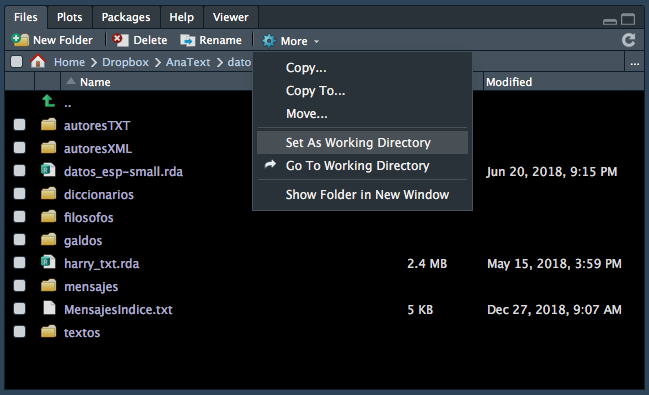 Files Plots Packages Help Viewer
New Folder Delete Rename More
Home Dropbox AnaText dato ...
Name Modified
Copy...
Copy To...
Move...
Set As Working Directory
Go To Working Directory
Show Folder in New Window
..
autoresTXT
autoresXML
datos_esp-small.rda Jun 20, 2018, 9:15 PM
diccionarios
filosofos
galdos
harry_txt.rda 2.4 MB May 15, 2018, 3:59 PM
mensajes
MensajesIndice.txt 5 KB Dec 27, 2018, 9:07 AM
textos